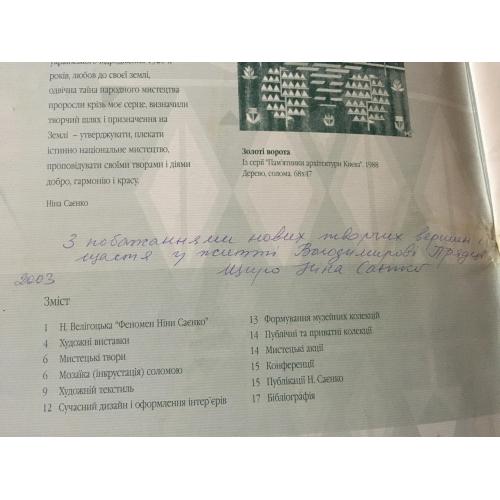 українського відродження
років, любов до своєї землі,
одвічна тайна народного мистецтва
проросли крізь моє серце, визначили
творчий шлях і призначення на
Землі – утверджувати, плекати
істинно національне мистецтво,
проповідувати своїми творами і діями
добро, гармонію і красу.
Ніна Саєнко
Золоті ворота
Із серії "Пам'ятники архітектури Києва". 1988
Дерево, солома. 68х47
З побажаннями нових творчих вершин і
щастя у житті Володимирові
2003 Щиро Ніна Саєнко
Зміст
1 Н. Велігоцька "Феномен Ніни Саєнко"
4 Художні виставки
6 Мистецькі твори
6 Мозаїка (інкрустація) соломою
9 Художній текстиль
12 Сучасний дизайн і оформлення інтер'єрів
13 Формування музейних колекцій
14 Публічні та приватні колекції
14 Мистецькі акції
15 Конференції
15 Публікації Н. Саєнко
17 Бібліографія